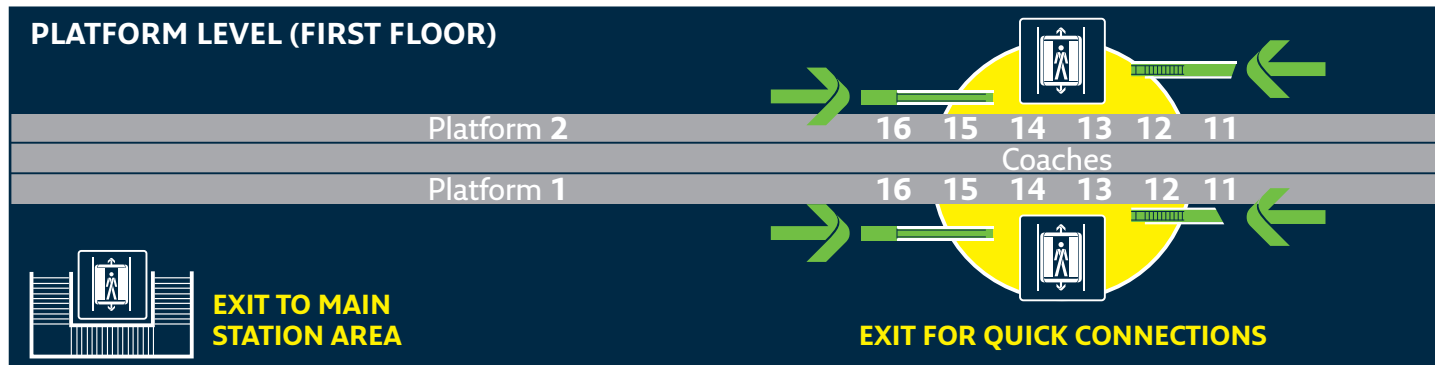 PLATFORM LEVEL (FIRST FLOOR)
Platform 2 16 15 14 13 12 11
Coaches
Platform 1 16 15 14 13 12 11
EXIT TO MAIN
STATION AREA
EXIT FOR QUICK CONNECTIONS